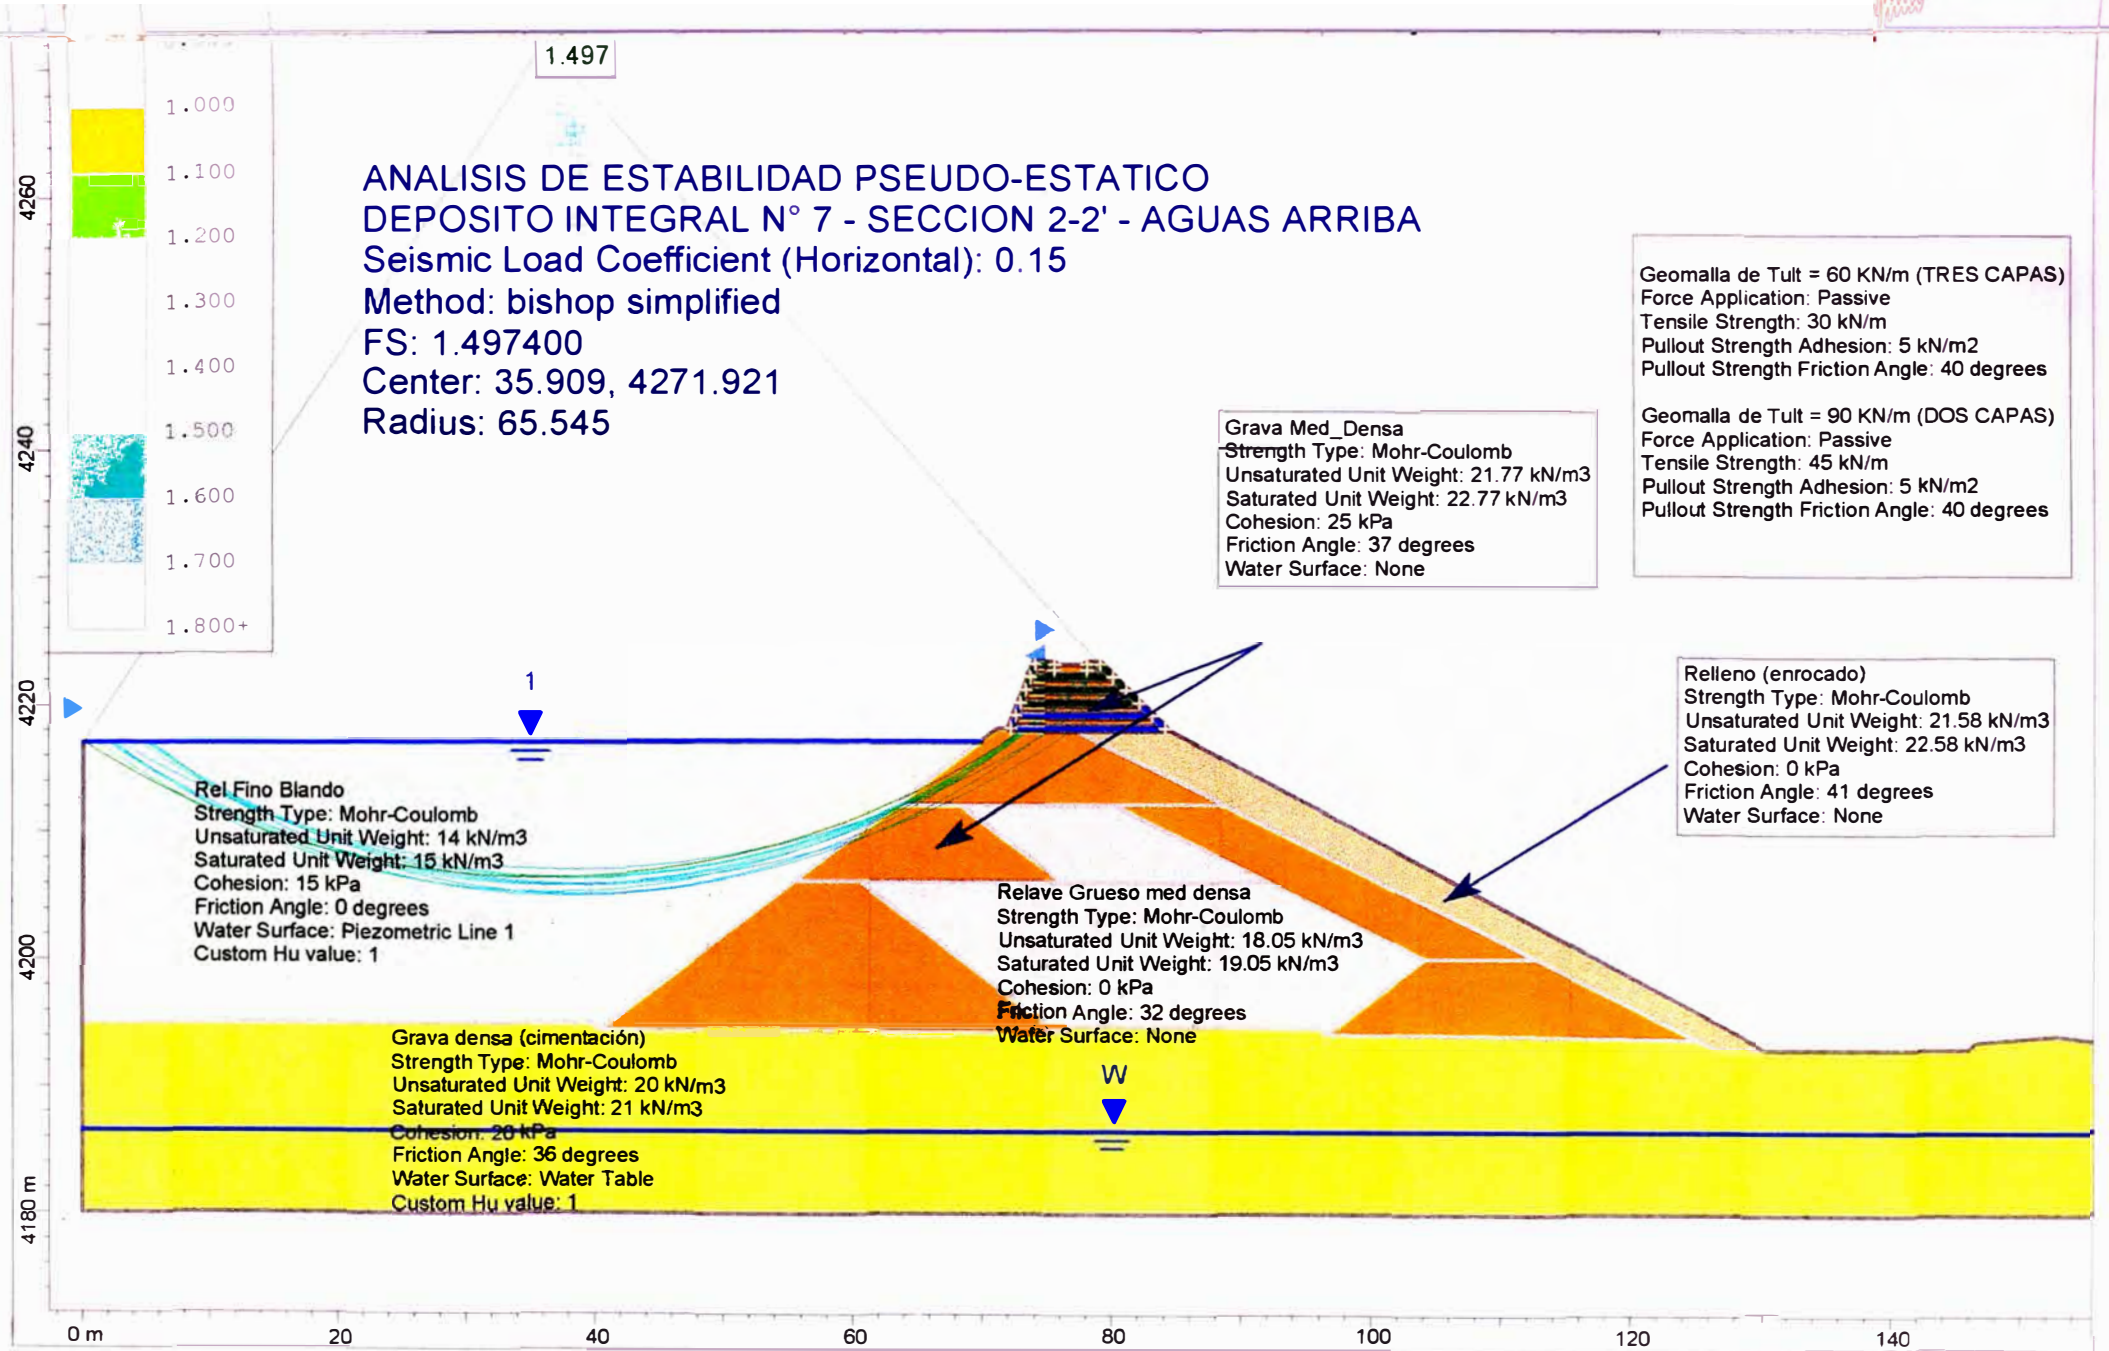 1.497
1.000
1.100
1.200
1.300
1.400
1.500
1.600
1.700
1.800+
ANALISIS DE ESTABILIDAD PSEUDO-ESTATICO
DEPOSITO INTEGRAL N° 7 - SECCION 2-2' - AGUAS ARRIBA
Seismic Load Coefficient (Horizontal): 0.15
Method: bishop simplified
FS: 1.497400
Center: 35.909, 4271.921
Radius: 65.545
Geomalla de Tult = 60 KN/m (TRES CAPAS)
Force Application: Passive
Tensile Strength: 30 kN/m
Pullout Strength Adhesion: 5 kN/m2
Pullout Strength Friction Angle: 40 degrees
Geomalla de Tult = 90 KN/m (DOS CAPAS)
Force Application: Passive
Tensile Strength: 45 kN/m
Pullout Strength Adhesion: 5 kN/m2
Pullout Strength Friction Angle: 40 degrees
Grava Med_Densa
Strength Type: Mohr-Coulomb
Unsaturated Unit Weight: 21.77 kN/m3
Saturated Unit Weight: 22.77 kN/m3
Cohesion: 25 kPa
Friction Angle: 37 degrees
Water Surface: None
Relleno (enrocado)
Strength Type: Mohr-Coulomb
Unsaturated Unit Weight: 21.58 kN/m3
Saturated Unit Weight: 22.58 kN/m3
Cohesion: 0 kPa
Friction Angle: 41 degrees
Water Surface: None
1
Rel Fino Blando
Strength Type: Mohr-Coulomb
Unsaturated Unit Weight: 14 kN/m3
Saturated Unit Weight: 15 kN/m3
Cohesion: 15 kPa
Friction Angle: 0 degrees
Water Surface: Piezometric Line 1
Custom Hu value: 1
Relave Grueso med densa
Strength Type: Mohr-Coulomb
Unsaturated Unit Weight: 18.05 kN/m3
Saturated Unit Weight: 19.05 kN/m3
Cohesion: 0 kPa
Friction Angle: 32 degrees
Water Surface: None
Grava densa (cimentación)
Strength Type: Mohr-Coulomb
Unsaturated Unit Weight: 20 kN/m3
Saturated Unit Weight: 21 kN/m3
Cohesion: 20 kPa
Friction Angle: 36 degrees
Water Surface: Water Table
Custom Hu value: 1
W
4260
4240
4220
4200
4180 m
0 m
20
40
60
80
100
120
140